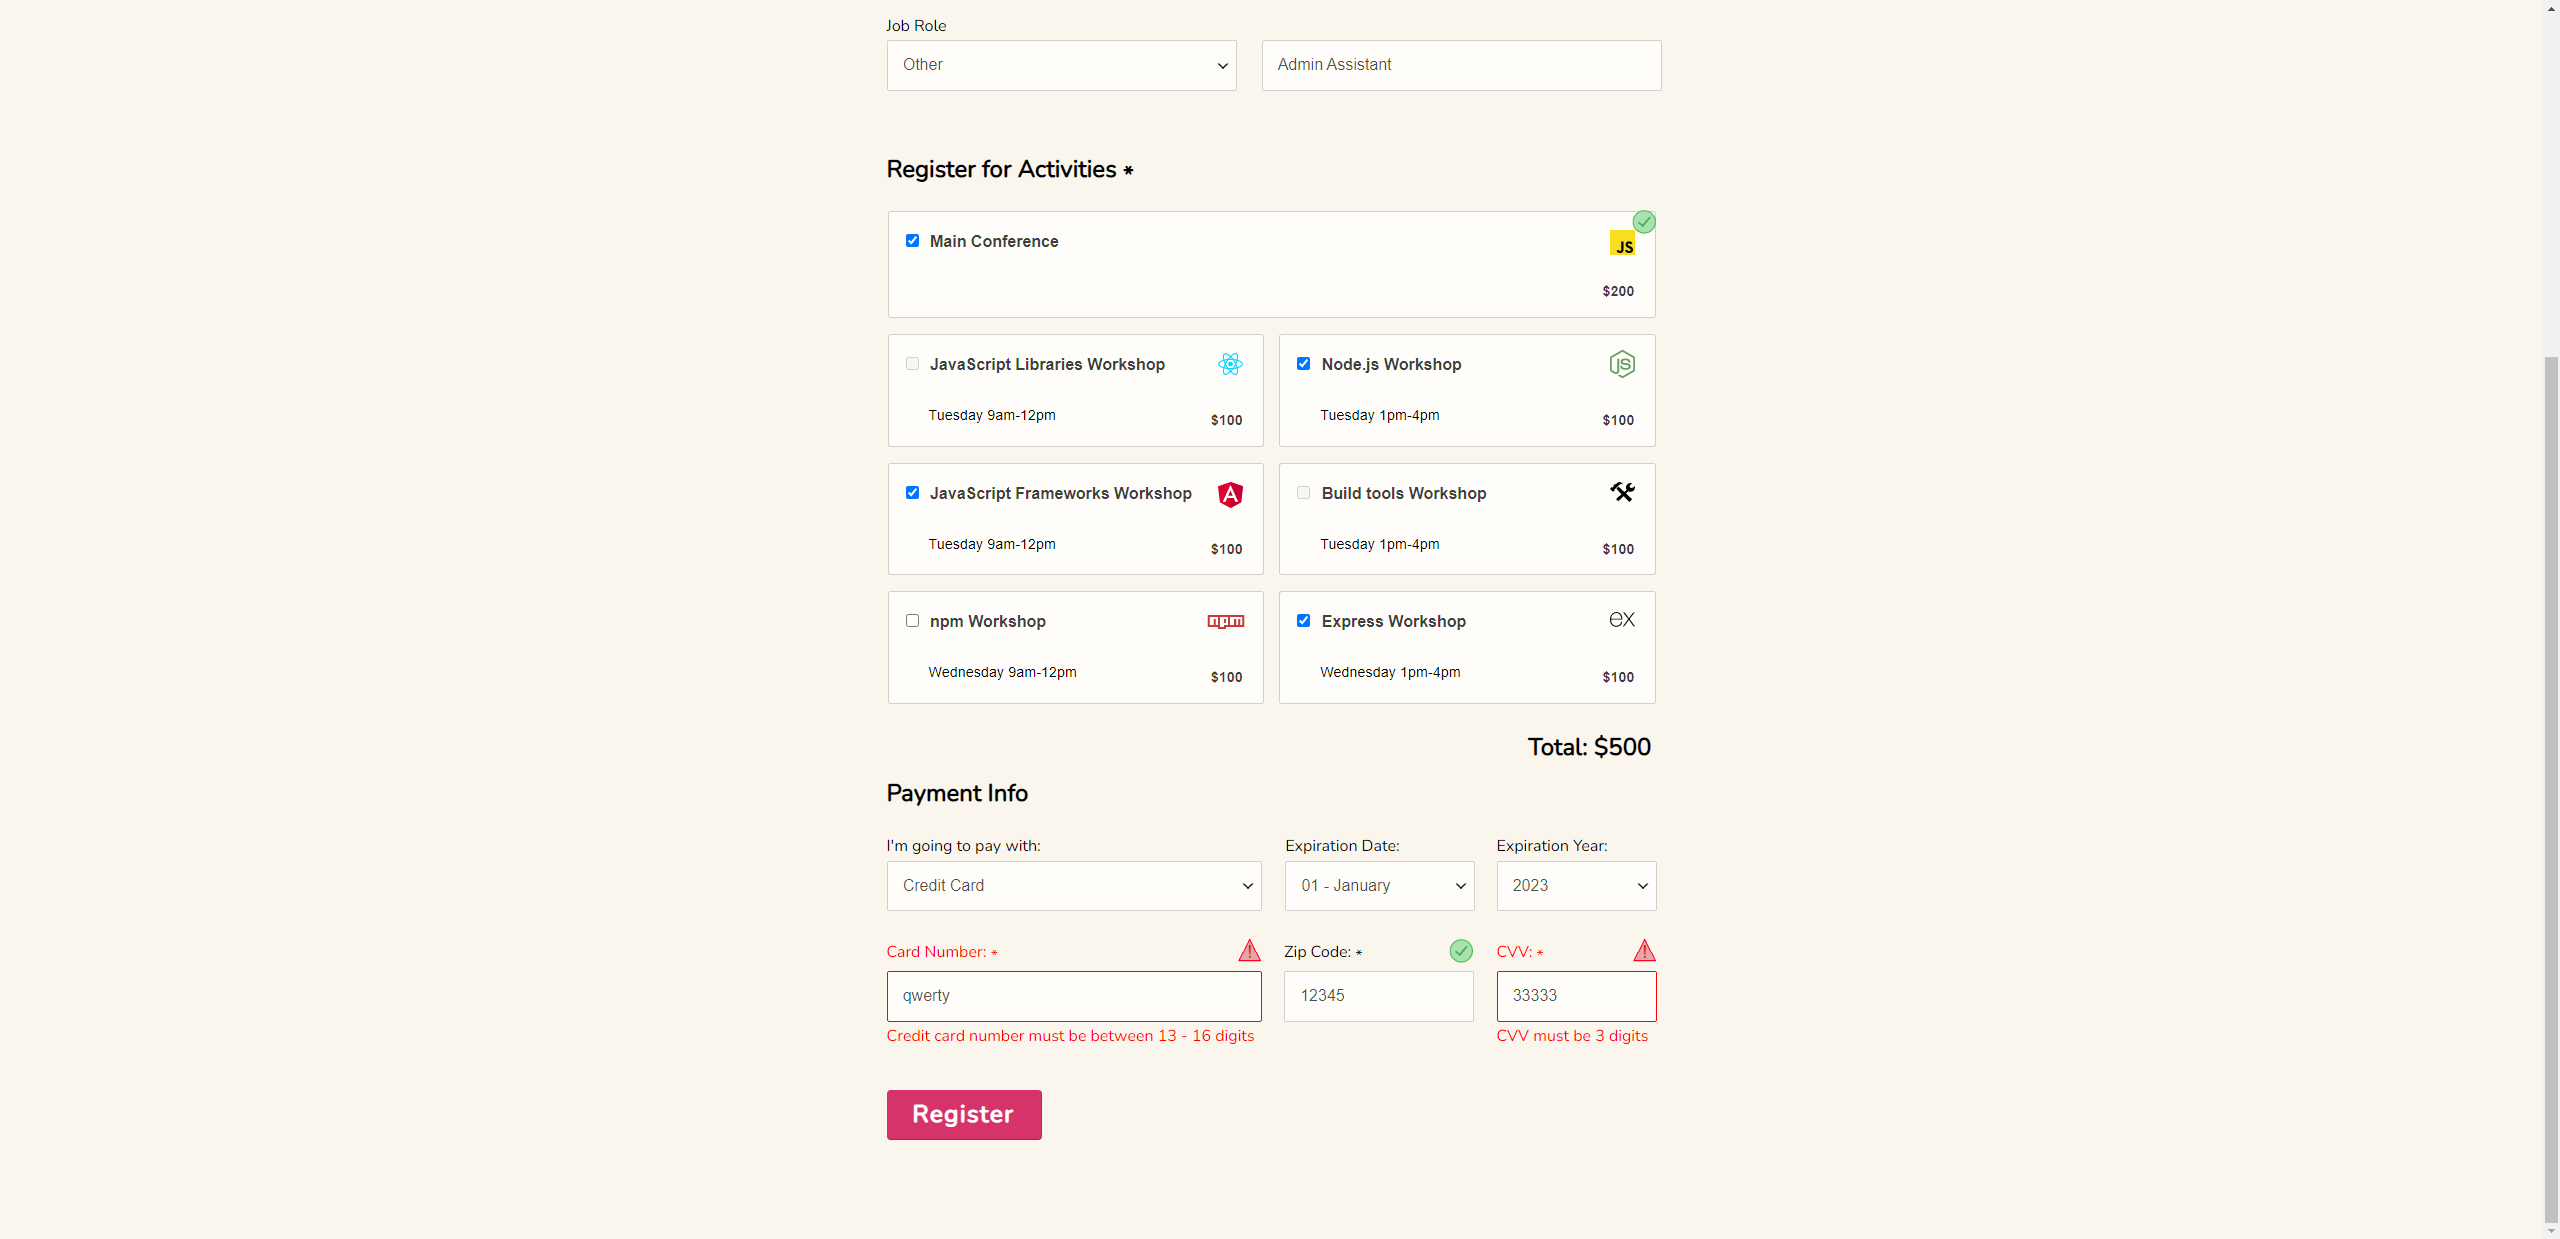 Job Role
Other
Admin Assistant
Register for Activities *
Main Conference
JS
$200
JavaScript Libraries Workshop
Tuesday 9am-12pm
$100
Node.js Workshop
JS
Tuesday 1pm-4pm
$100
JavaScript Frameworks Workshop
A
Tuesday 9am-12pm
$100
Build tools Workshop
Tuesday 1pm-4pm
$100
npm Workshop
npm
Wednesday 9am-12pm
$100
Express Workshop
ex
Wednesday 1pm-4pm
$100
Total: $500
Payment Info
I'm going to pay with:
Credit Card
Expiration Date:
01 - January
Expiration Year:
2023
Card Number: *
qwerty
Credit card number must be between 13 - 16 digits
Zip Code: *
12345
CVV: *
33333
CVV must be 3 digits
Register